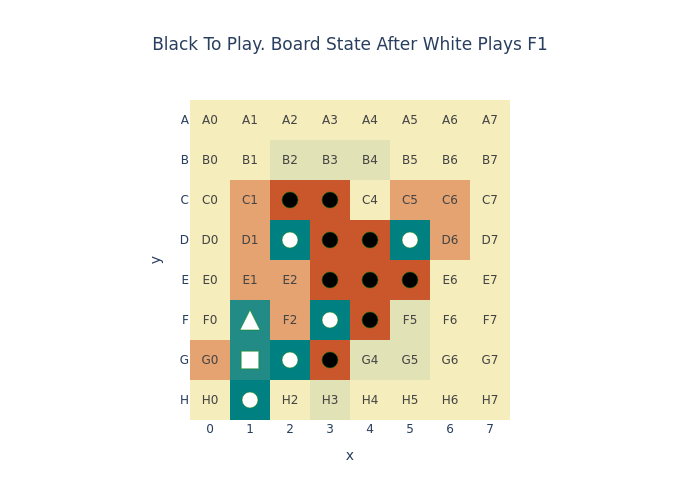 Black To Play. Board State After White Plays F1
A A0 A1 A2 A3 A4 A5 A6 A7
B B0 B1 B2 B3 B4 B5 B6 B7
C C0 C1 C4 C5 C6 C7
D D0 D1 D6 D7
y
E E0 E1 E2 E6 E7
F F0 F2 F5 F6 F7
G G0 G4 G5 G6 G7
H H0 H2 H3 H4 H5 H6 H7
0 1 2 3 4 5 6 7
x